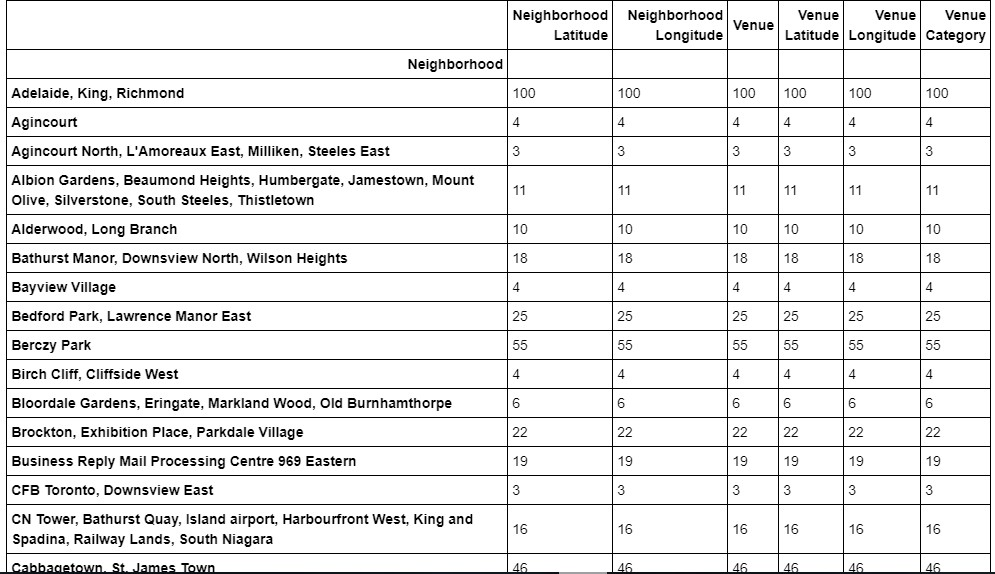 Neighborhood Latitude Neighborhood Longitude Venue Venue Latitude Venue Longitude Venue Category
Neighborhood
Adelaide, King, Richmond 100 100 100 100 100 100
Agincourt 4 4 4 4 4 4
Agincourt North, L'Amoreaux East, Milliken, Steeles East 3 3 3 3 3 3
Albion Gardens, Beaumond Heights, Humbergate, Jamestown, Mount
Olive, Silverstone, South Steeles, Thistletown 11 11 11 11 11 11
Alderwood, Long Branch 10 10 10 10 10 10
Bathurst Manor, Downsview North, Wilson Heights 18 18 18 18 18 18
Bayview Village 4 4 4 4 4 4
Bedford Park, Lawrence Manor East 25 25 25 25 25 25
Berczy Park 55 55 55 55 55 55
Birch Cliff, Cliffside West 4 4 4 4 4 4
Bloordale Gardens, Eringate, Markland Wood, Old Burnhamthorpe 6 6 6 6 6 6
Brockton, Exhibition Place, Parkdale Village 22 22 22 22 22 22
Business Reply Mail Processing Centre 969 Eastern 19 19 19 19 19 19
CFB Toronto, Downsview East 3 3 3 3 3 3
CN Tower, Bathurst Quay, Island airport, Harbourfront West, King and
Spadina, Railway Lands, South Niagara 16 16 16 16 16 16
Cabbagetown, St. James Town 46 46 46 46 46 46